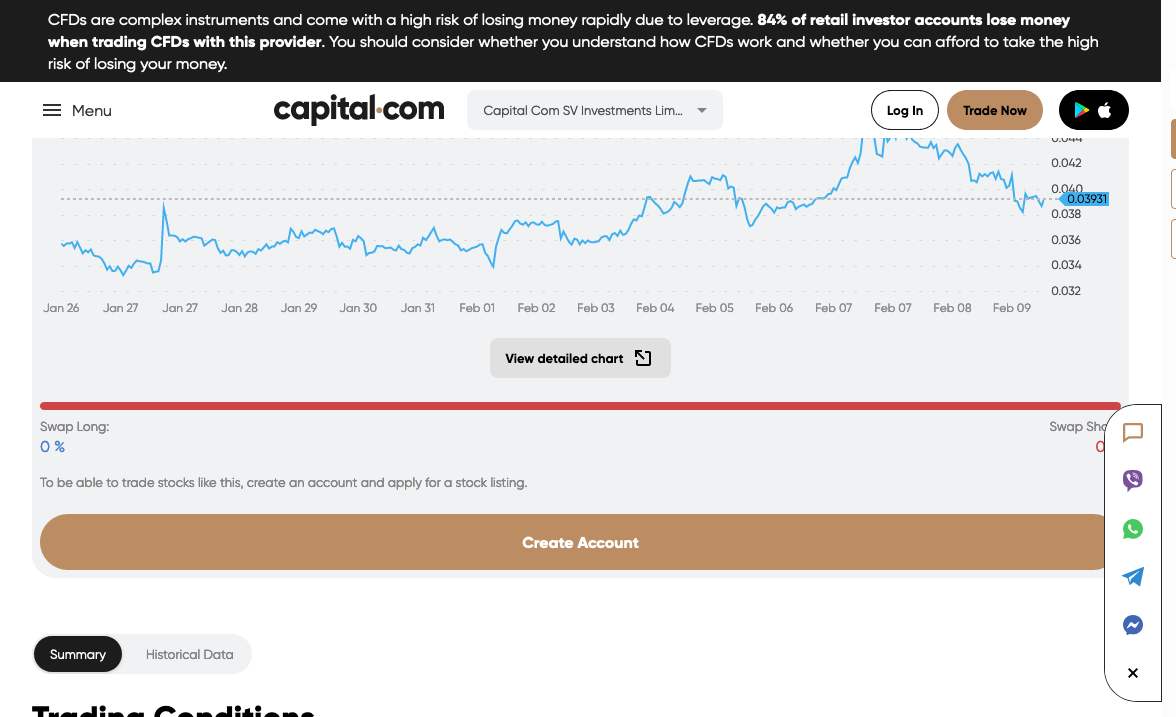 CFDs are complex instruments and come with a high risk of losing money rapidly due to leverage. 84% of retail investor accounts lose money
when trading CFDs with this provider. You should consider whether you understand how CFDs work and whether you can afford to take the high
risk of losing your money.
Menu
capital.com
Capital Com SV Investments Lim...
Log In
Trade Now
0.044
0.042
0.040
0.03931
0.038
0.036
0.034
0.032
Jan 26 Jan 27 Jan 27 Jan 28 Jan 29 Jan 30 Jan 31 Feb 01 Feb 02 Feb 03 Feb 04 Feb 05 Feb 06 Feb 07 Feb 07 Feb 08 Feb 09
View detailed chart
Swap Long:
Swap Sho
0 %
0
To be able to trade stocks like this, create an account and apply for a stock listing.
Create Account
Summary
Historical Data
Trading Conditions